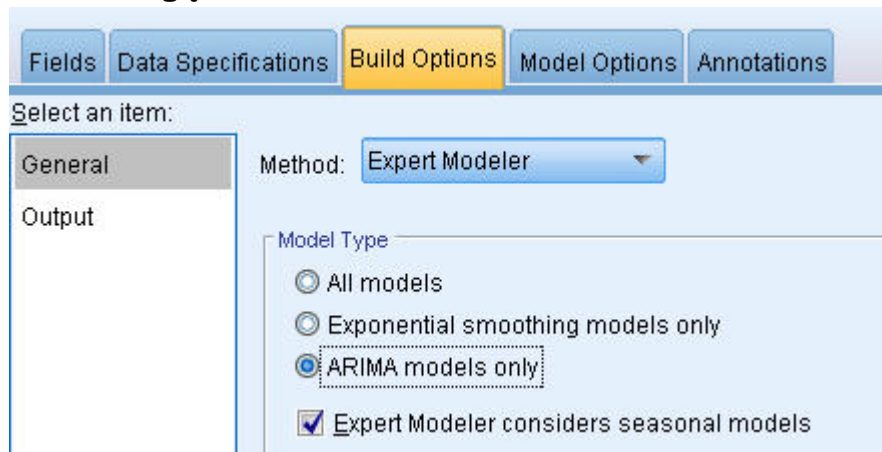 Fields Data Specifications Build Options Model Options Annotations
Select an item:
General
Output
Method: Expert Modeler
Model Type
All models
Exponential smoothing models only
ARIMA models only
Expert Modeler considers seasonal models